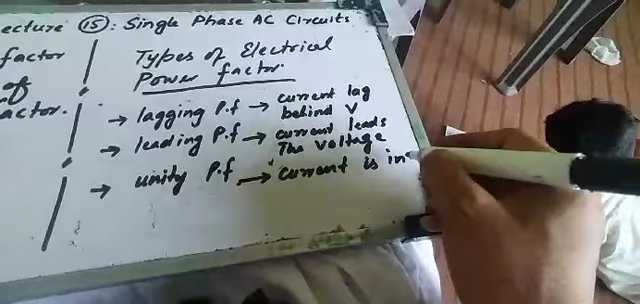 ecture 15 : Single Phase AC Circuits
factor
of
actor.
Types of Electrical
Power factor
→ lagging P.f → current lag
behind V
→ leading P.f → current leads
The voltage
→ unity P.f → current is in